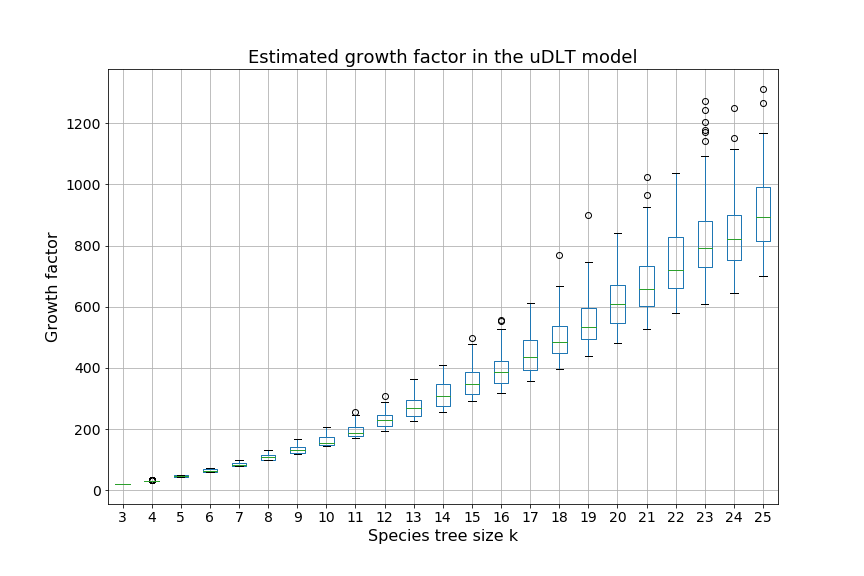 Estimated growth factor in the uDLT model
1200
1000
800
600
400
200
0
Growth factor
3 4 5 6 7 8 9 10 11 12 13 14 15 16 17 18 19 20 21 22 23 24 25
Species tree size k